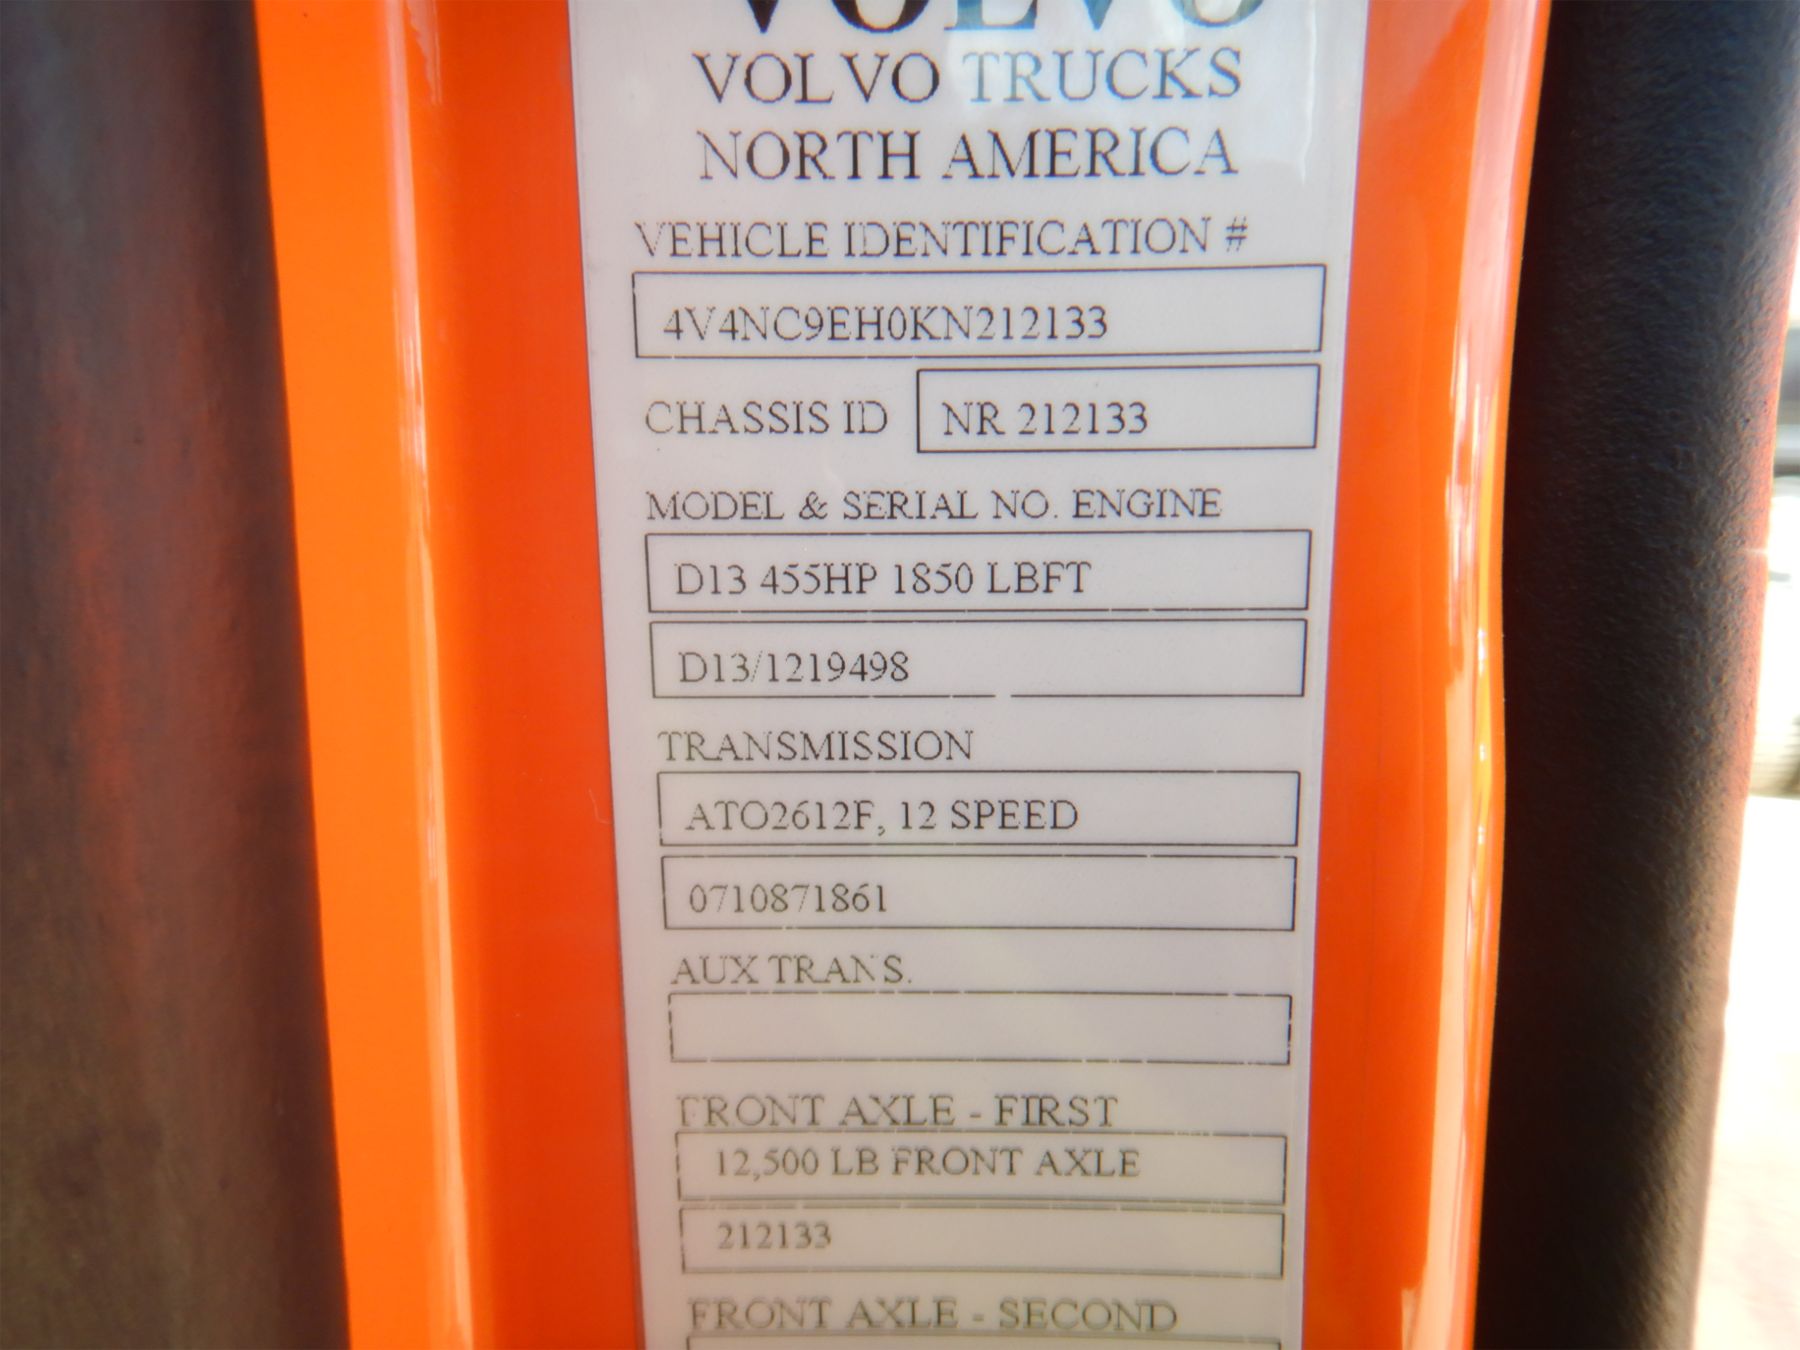 VOLVO
VOLVO TRUCKS
NORTH AMERICA
VEHICLE IDENTIFICATION #
4V4NC9EH0KN212133
CHASSIS ID NR 212133
MODEL & SERIAL NO. ENGINE
D13 455HP 1850 LBFT
D13/1219498
TRANSMISSION
ATO2612F, 12 SPEED
0710871861
AUX TRANS.
FRONT AXLE - FIRST
12,500 LB FRONT AXLE
212133
FRONT AXLE - SECOND